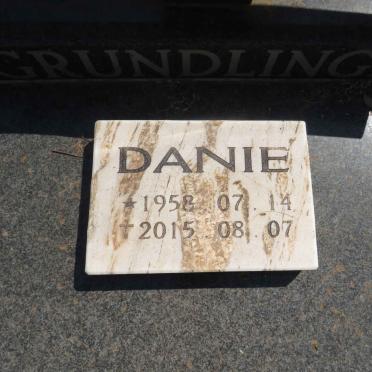 GRUNDLING
DANIE
* 1958 07 14
† 2015 08 07